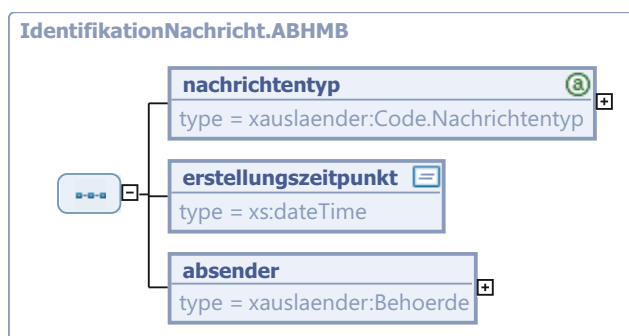 IdentifikationNachricht.ABHMB
nachrichtentyp
type = xauslaender:Code.Nachrichtentyp
erstellungszeitpunkt
type = xs:dateTime
absender
type = xauslaender:Behoerde